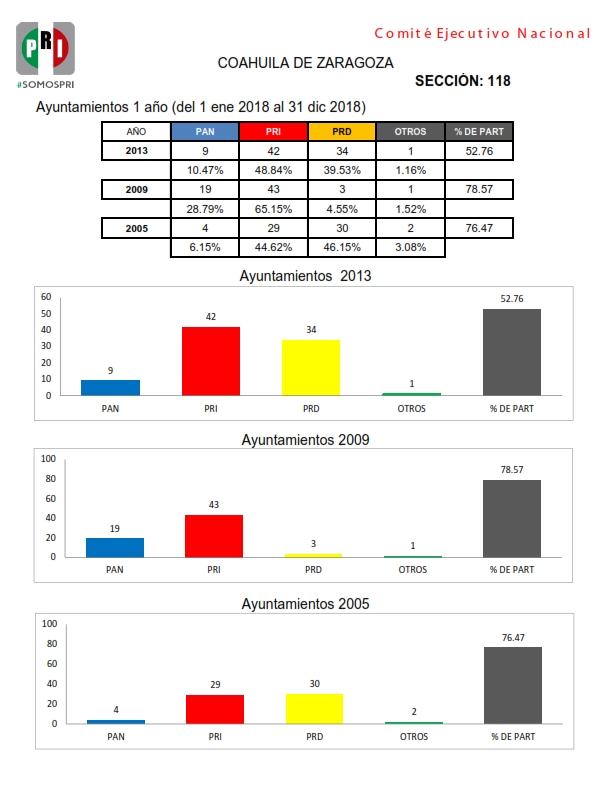 Comité Ejecutivo Nacional
PRI
#SOMOSPRI
COAHUILA DE ZARAGOZA
SECCIÓN: 118
Ayuntamientos 1 año (del 1 ene 2018 al 31 dic 2018)
AÑO PAN PRI PRD OTROS % DE PART
2013 9 42 34 1 52.76
10.47% 48.84% 39.53% 1.16%
2009 19 43 3 1 78.57
28.79% 65.15% 4.55% 1.52%
2005 4 29 30 2 76.47
6.15% 44.62% 46.15% 3.08%
Ayuntamientos 2013
60
50
40
30
20
10
0
9 42 34 1 52.76
PAN PRI PRD OTROS % DE PART
Ayuntamientos 2009
100
80
60
40
20
0
19 43 3 1 78.57
PAN PRI PRD OTROS % DE PART
Ayuntamientos 2005
100
80
60
40
20
0
4 29 30 2 76.47
PAN PRI PRD OTROS % DE PART